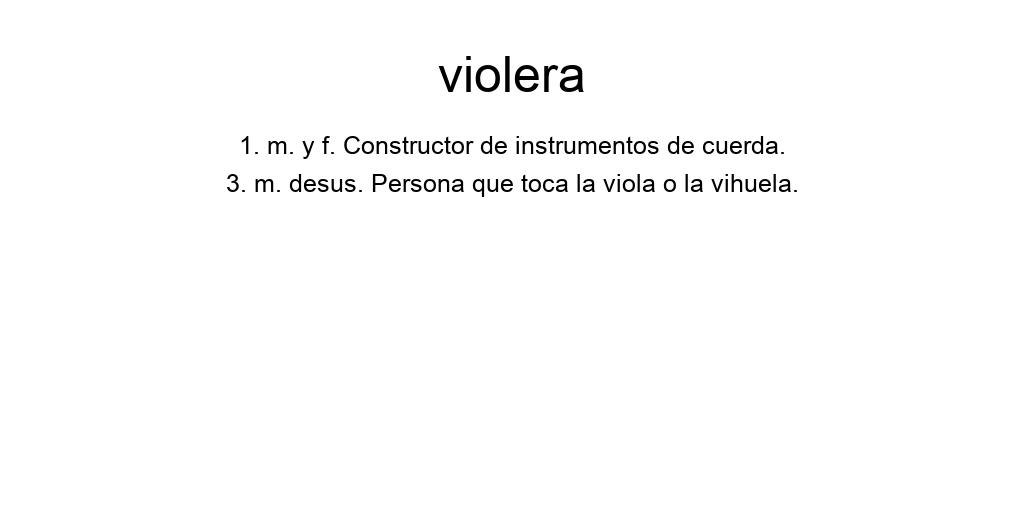 violera
1. m. y f. Constructor de instrumentos de cuerda.
3. m. desus. Persona que toca la viola o la vihuela.